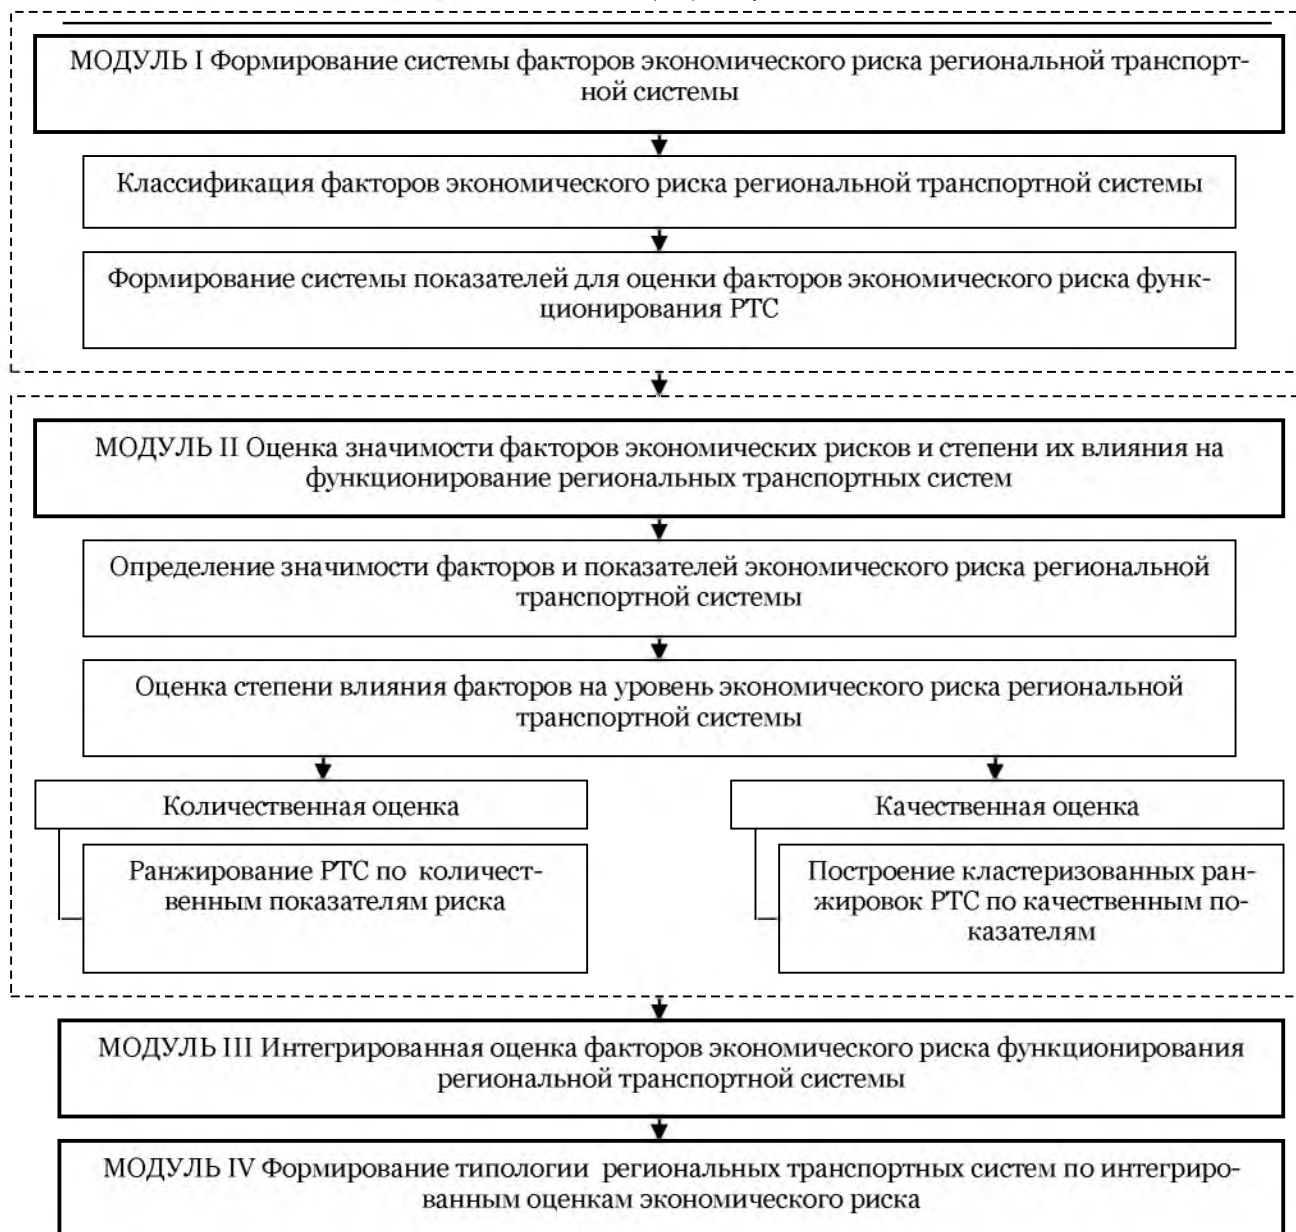 МОДУЛЬ I Формирование системы факторов экономического риска региональной транспорт-
ной системы
Классификация факторов экономического риска региональной транспортной системы
Формирование системы показателей для оценки факторов экономического риска функ-
ционирования РТС
МОДУЛЬ II Оценка значимости факторов экономических рисков и степени их влияния на
функционирование региональных транспортных систем
Определение значимости факторов и показателей экономического риска региональной
транспортной системы
Оценка степени влияния факторов на уровень экономического риска региональной
транспортной системы
Количественная оценка
Ранжирование РТС по количест-
венным показателям риска
Качественная оценка
Построение кластеризованных ран-
жировок РТС по качественным по-
казателям
МОДУЛЬ III Интегрированная оценка факторов экономического риска функционирования
региональной транспортной системы
МОДУЛЬ IV Формирование типологии региональных транспортных систем по интегриро-
ванным оценкам экономического риска